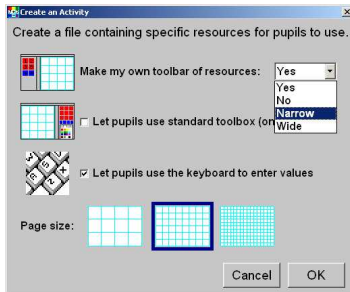 Create an Activity
Create a file containing specific resources for pupils to use.
Make my own toolbar of resources: Yes
Yes
No
Narrow
Wide
Let pupils use standard toolbox (on
Let pupils use the keyboard to enter values
Page size:
Cancel OK